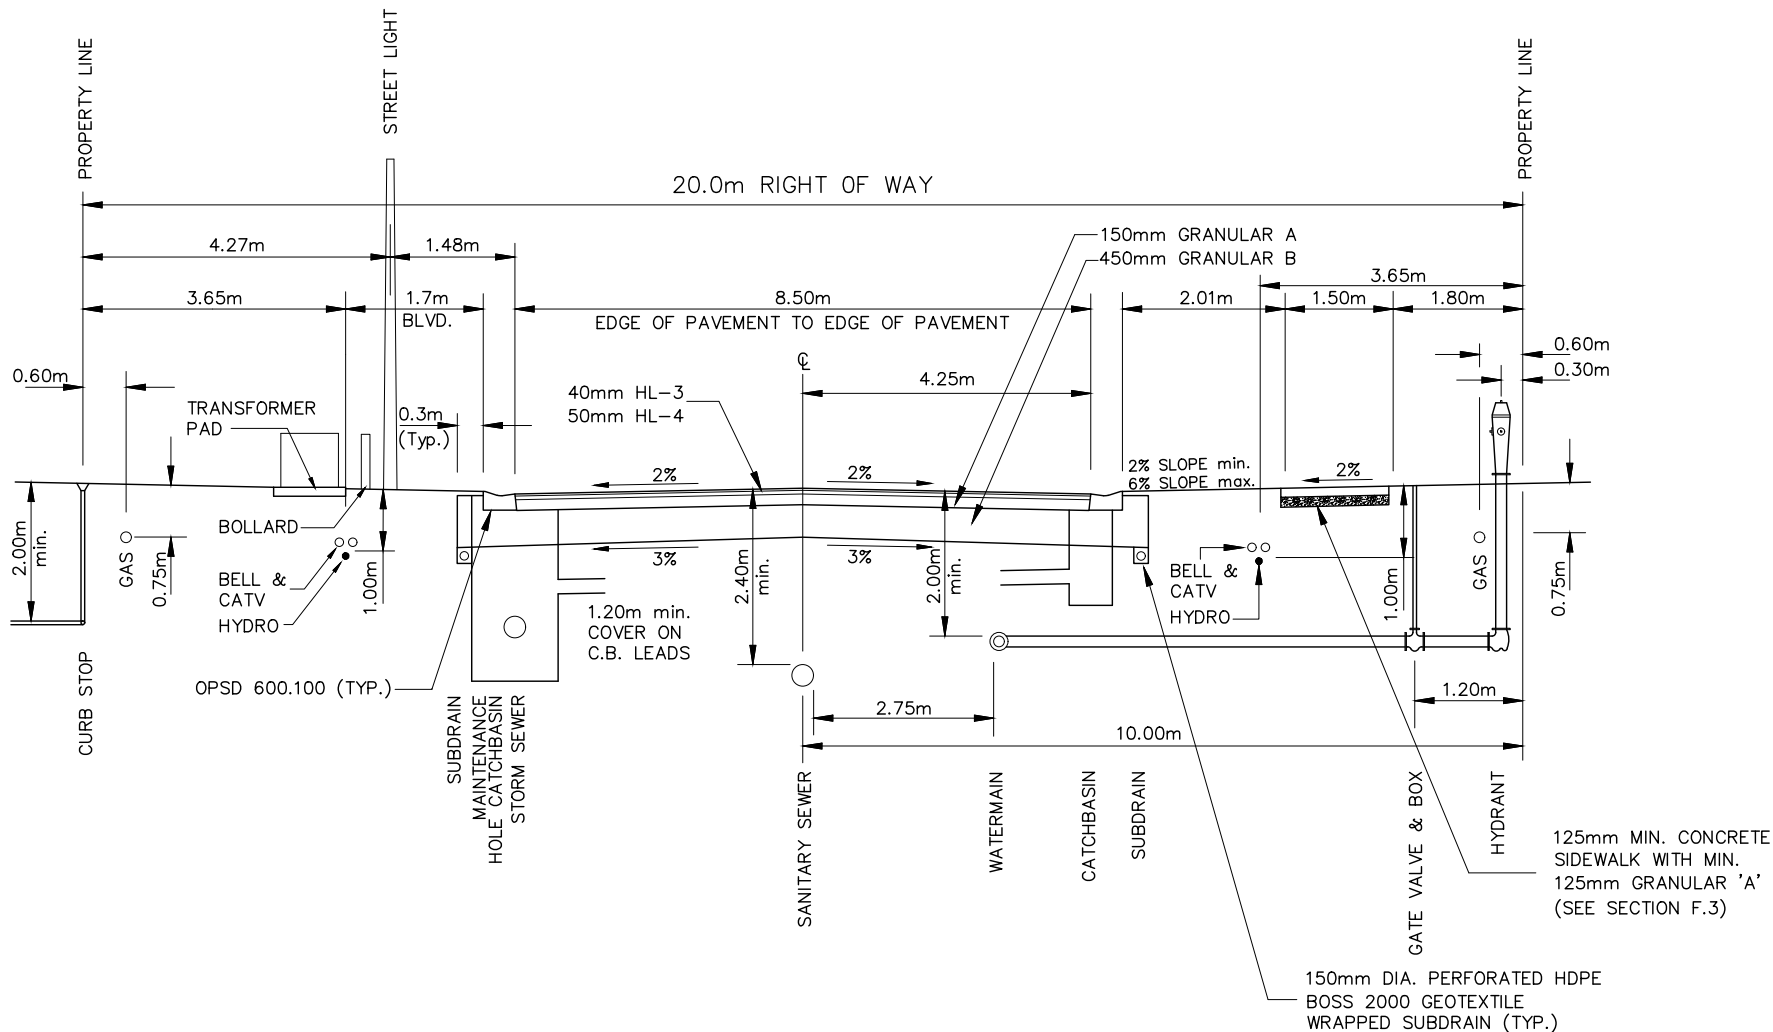 PROPERTY LINE
STREET LIGHT
PROPERTY LINE
20.0m RIGHT OF WAY
4.27m
1.48m
150mm GRANULAR A
450mm GRANULAR B
3.65m
3.65m
1.7m
BLVD.
8.50m
EDGE OF PAVEMENT TO EDGE OF PAVEMENT
2.01m
1.50m
1.80m
0.60m
0.30m
0.60m
℄
4.25m
40mm HL-3
50mm HL-4
TRANSFORMER
PAD
0.3m
(Typ.)
2%
2%
2% SLOPE min.
6% SLOPE max.
2%
2.00m
min.
GAS
0.75m
BOLLARD
BELL &
CATV
HYDRO
1.00m
3%
3%
2.40m
min.
2.00m
min.
1.20m min.
COVER ON
C.B. LEADS
BELL &
CATV
HYDRO
1.00m
GAS
0.75m
OPSD 600.100 (TYP.)
2.75m
1.20m
10.00m
CURB STOP
SUBDRAIN
MAINTENANCE
HOLE CATCHBASIN
STORM SEWER
SANITARY SEWER
WATERMAIN
CATCHBASIN
SUBDRAIN
GATE VALVE & BOX
HYDRANT
125mm MIN. CONCRETE
SIDEWALK WITH MIN.
125mm GRANULAR 'A'
(SEE SECTION F.3)
150mm DIA. PERFORATED HDPE
BOSS 2000 GEOTEXTILE
WRAPPED SUBDRAIN (TYP.)